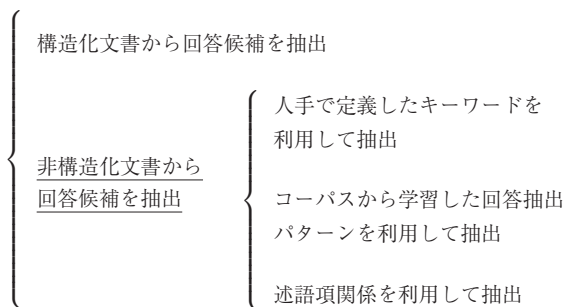 構造化文書から回答候補を抽出
人手で定義したキーワードを
利用して抽出
非構造化文書から
回答候補を抽出
コーパスから学習した回答抽出
パターンを利用して抽出
述語項関係を利用して抽出